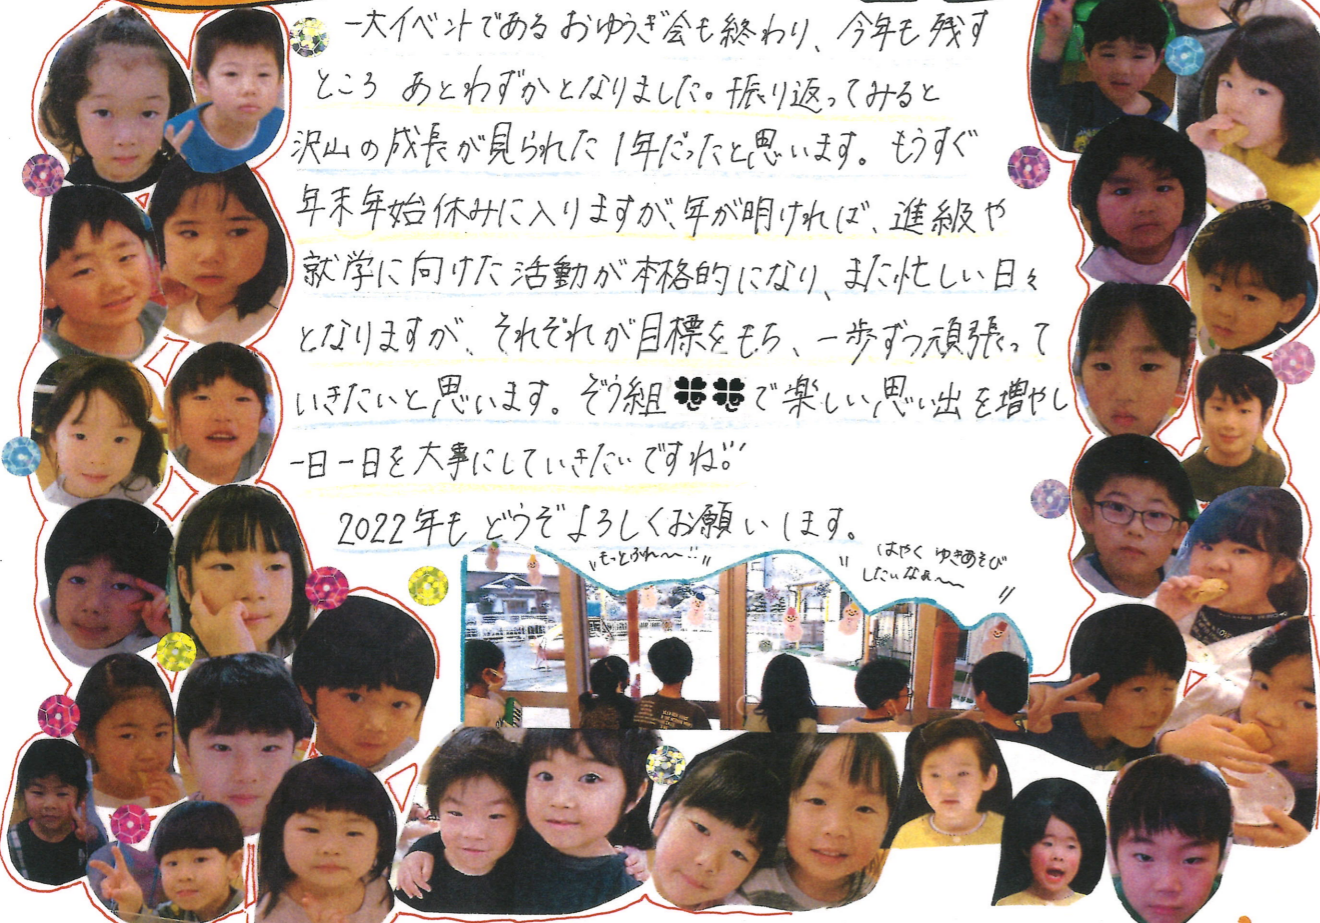 一大イベントであるおゆうぎ会も終わり、今年も残す
ところ あとわずかとなりました。振り返ってみると
沢山の成長が見られた1年だったと思います。もうすぐ
年末年始休みに入りますが、年が明ければ、進級や
就学に向けた活動が本格的になり、また忙しい日々
となりますが、それぞれが目標をもち、一歩ずつ頑張って
いきたいと思います。ぞう組🍀🍀で楽しい思い出を増やし
一日一日を大事にしていきたいですね!!
2022年もどうぞよろしくお願いします。
"もっとふれ〜〜!!"
"はやく ゆきあそび
したいなぁ〜〜"